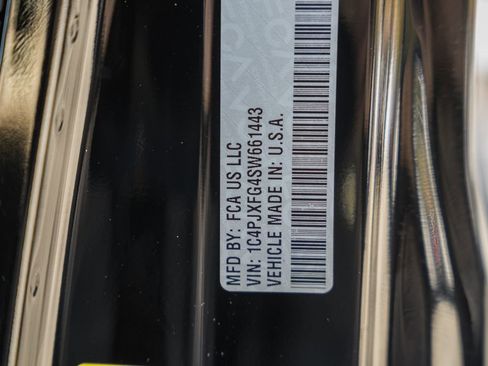 MFD BY: FCA US LLC
VIN: 1C4PJXFG4SW661443
VEHICLE MADE IN: U.S.A.